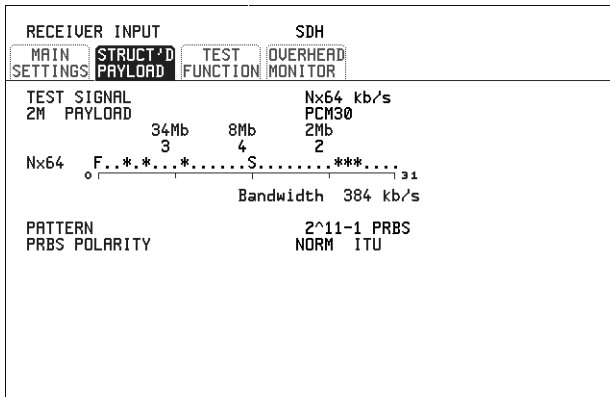 RECEIVER INPUT SDH
MAIN SETTINGS STRUCT'D PAYLOAD TEST FUNCTION OVERHEAD MONITOR
TEST SIGNAL Nx64 kb/s
2M PAYLOAD PCM30
34Mb 8Mb 2Mb
3 4 2
Nx64 F..*.*...*......S..........***....
0 31
Bandwidth 384 kb/s
PATTERN 2^11-1 PRBS
PRBS POLARITY NORM ITU